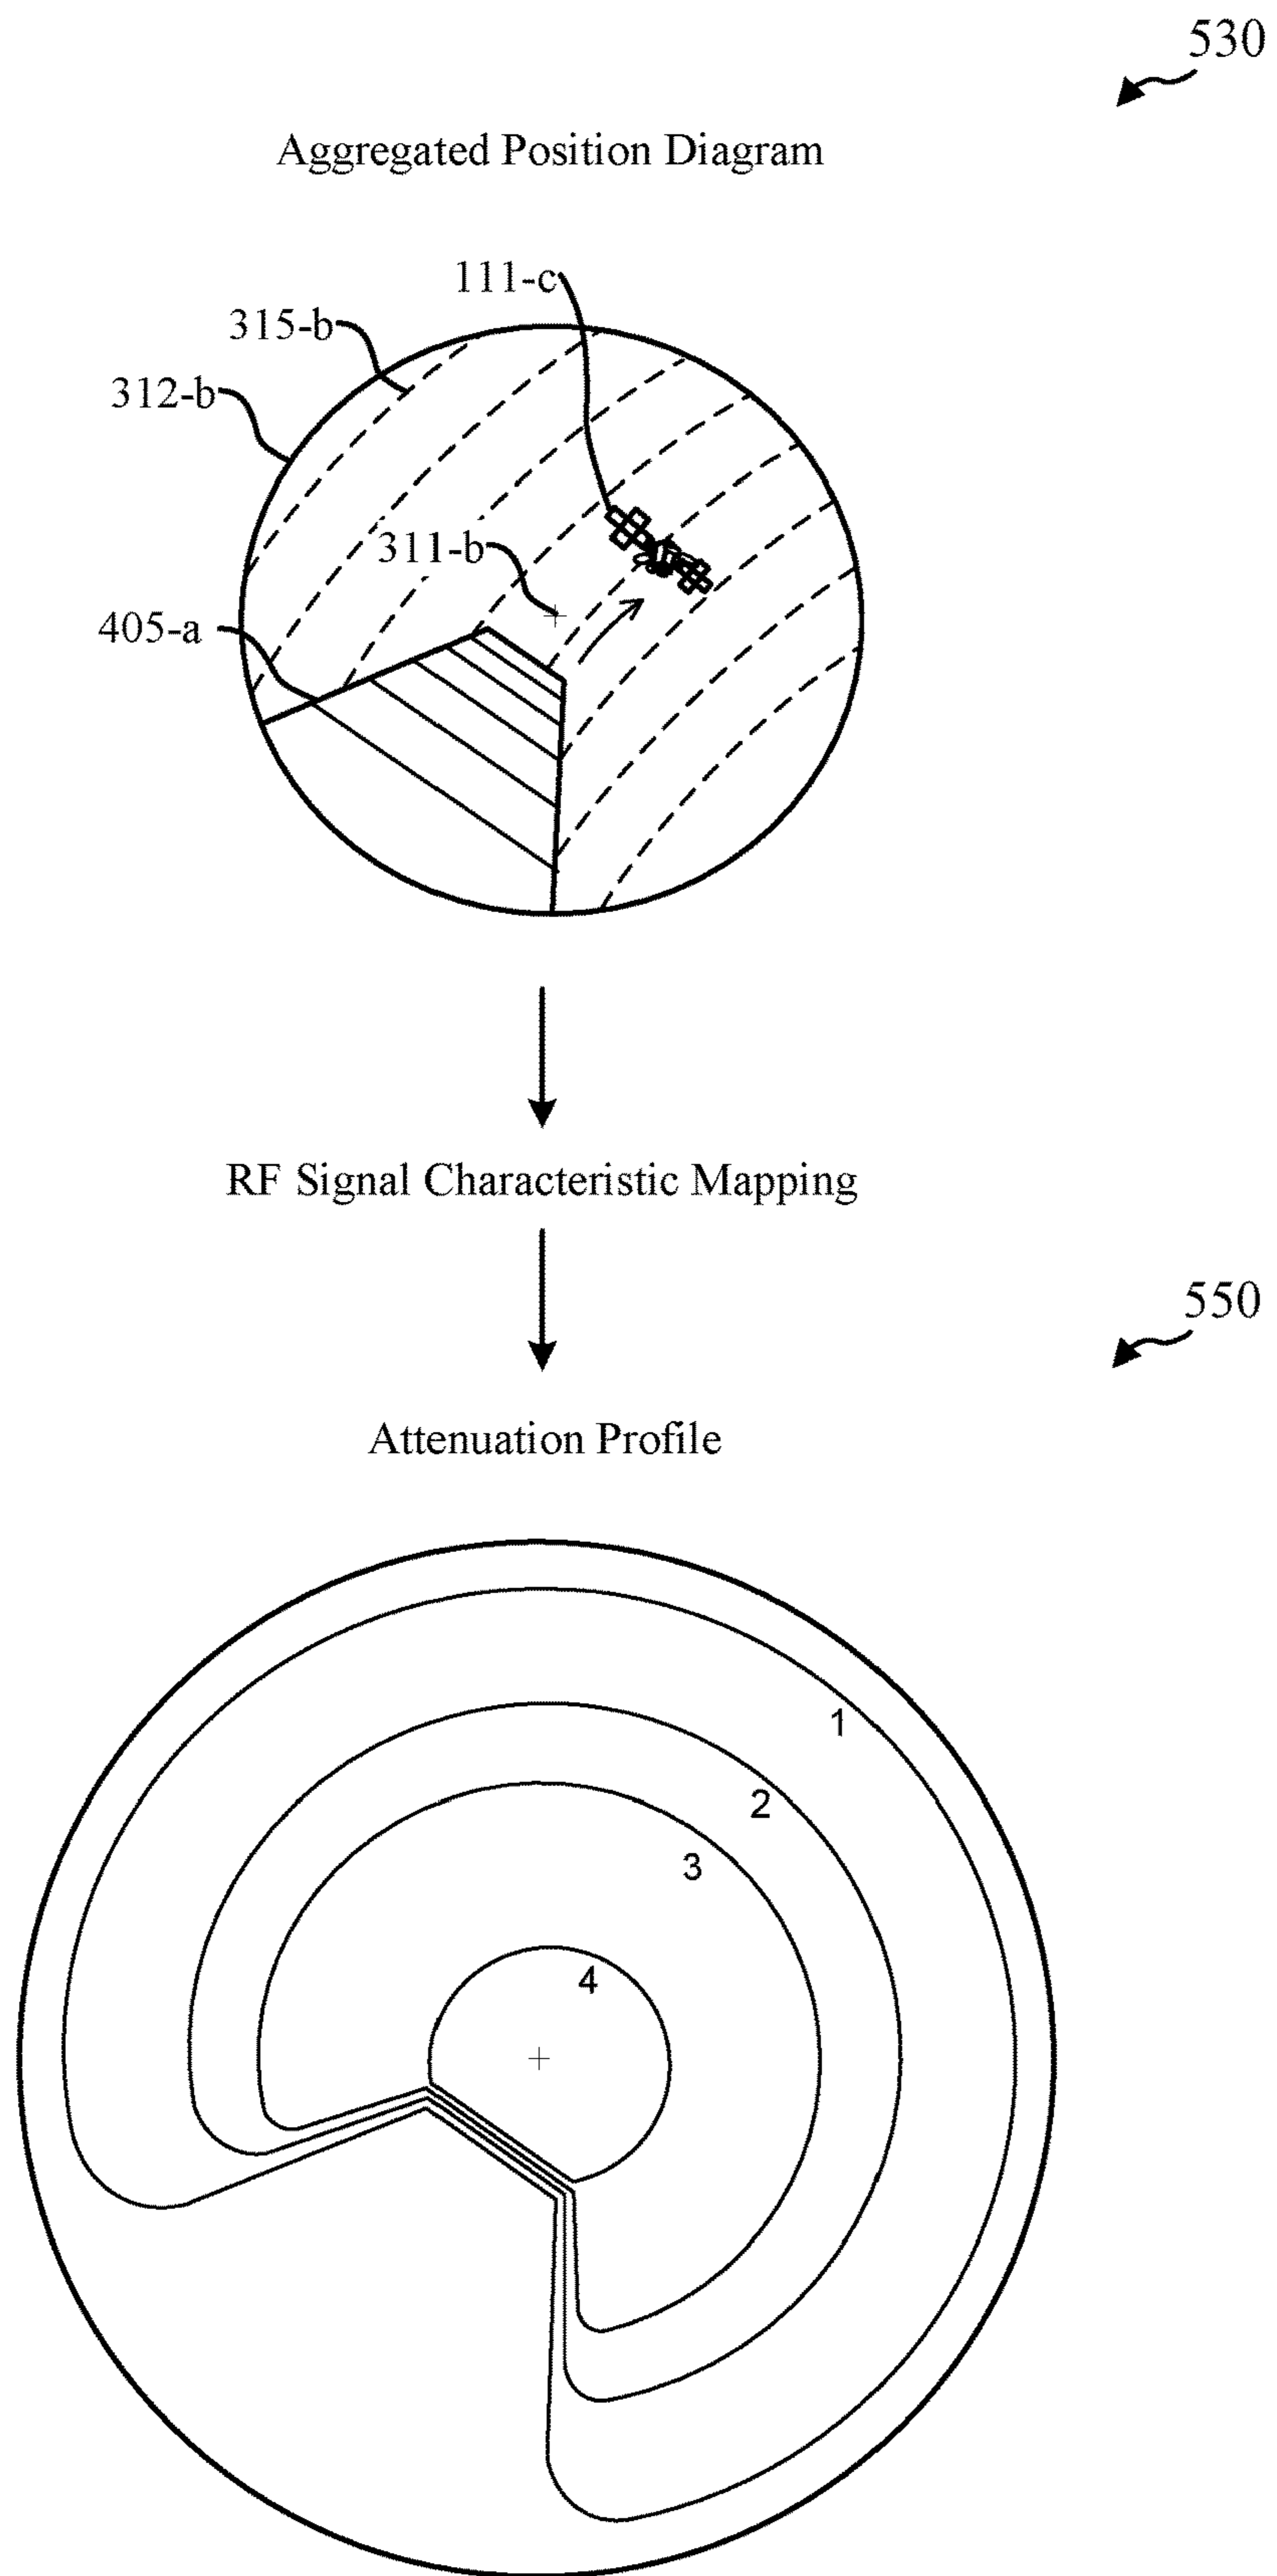 530
Aggregated Position Diagram
111-c
315-b
312-b
311-b
405-a
RF Signal Characteristic Mapping
550
Attenuation Profile
1
2
3
4